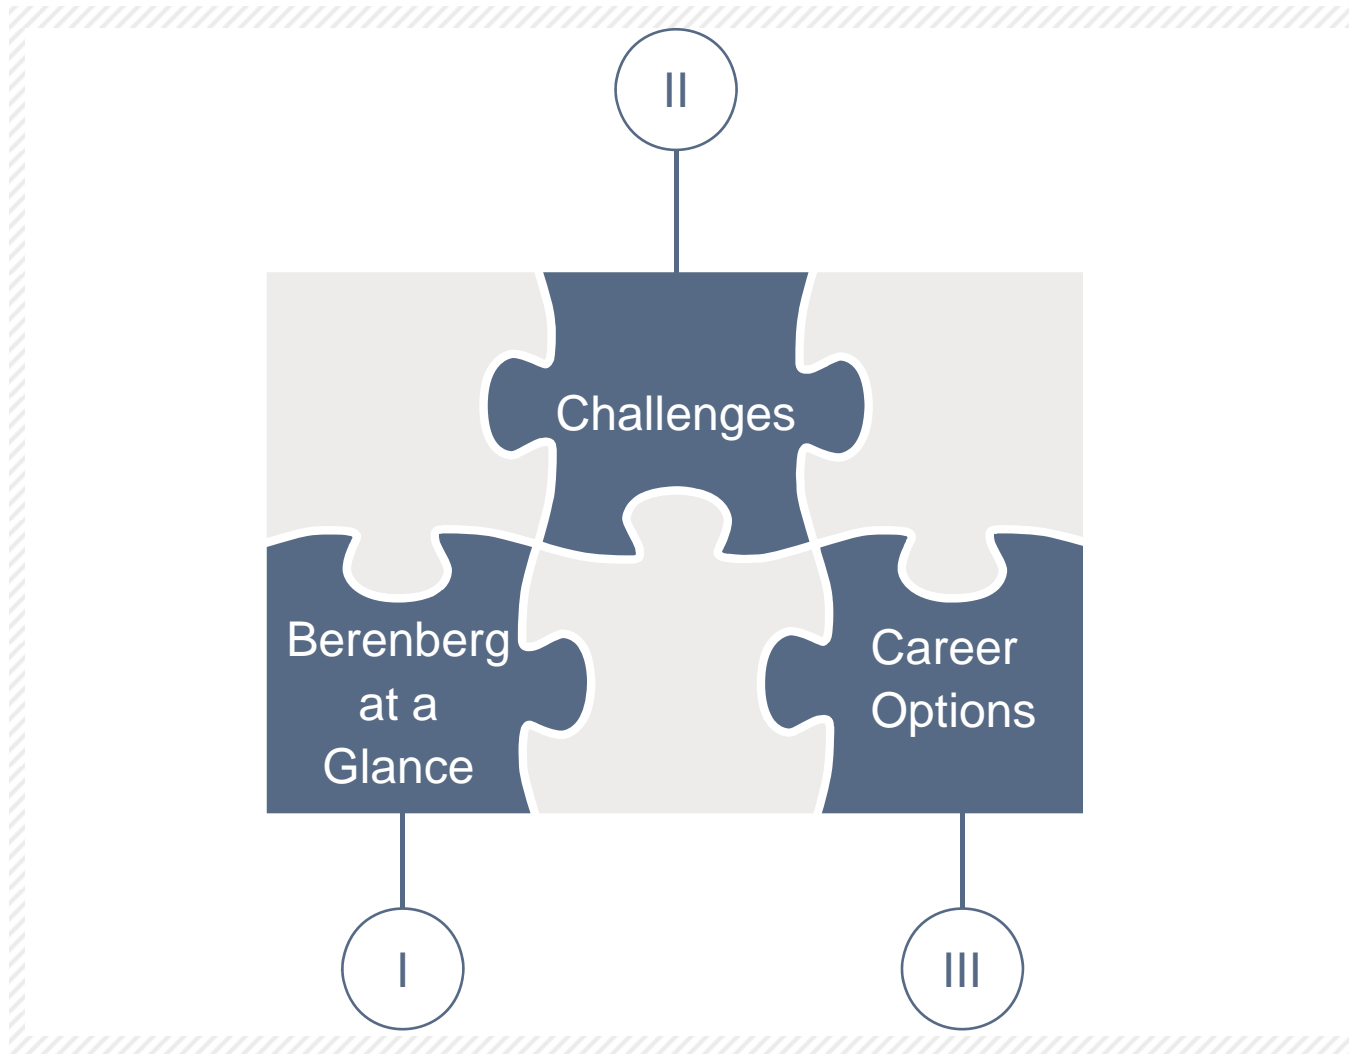 II
Challenges
Berenberg
at a
Glance
Career
Options
I
III